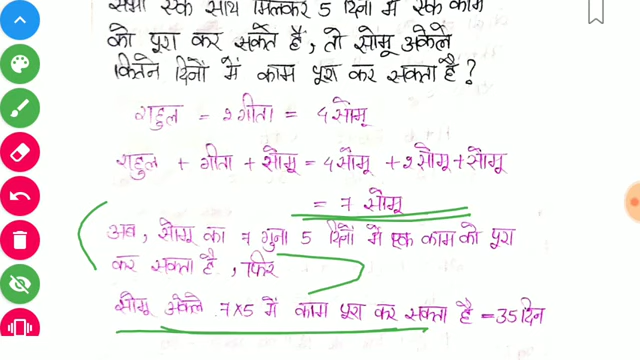 सभी एक साथ मिलकर 5 दिनों में एक काम
को पूरा कर सकते हैं, तो सोमू अकेले
कितने दिनों में काम पूरा कर सकता है?
राहुल = 2 गीता = 4 सोमू
राहुल + गीता + सोमू = 4 सोमू + 2 सोमू + सोमू
= 7 सोमू
अब, सोमू का 7 गुना 5 दिनों में एक काम को पूरा
कर सकता है, फिर
सोमू अकेले 7×5 में काम पूरा कर सकता है = 35 दिन